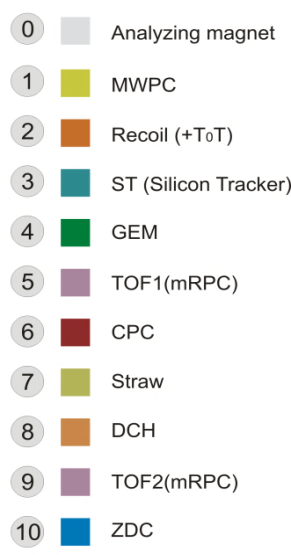 0 Analyzing magnet
1 MWPC
2 Recoil (+T₀T)
3 ST (Silicon Tracker)
4 GEM
5 TOF1(mRPC)
6 CPC
7 Straw
8 DCH
9 TOF2(mRPC)
10 ZDC